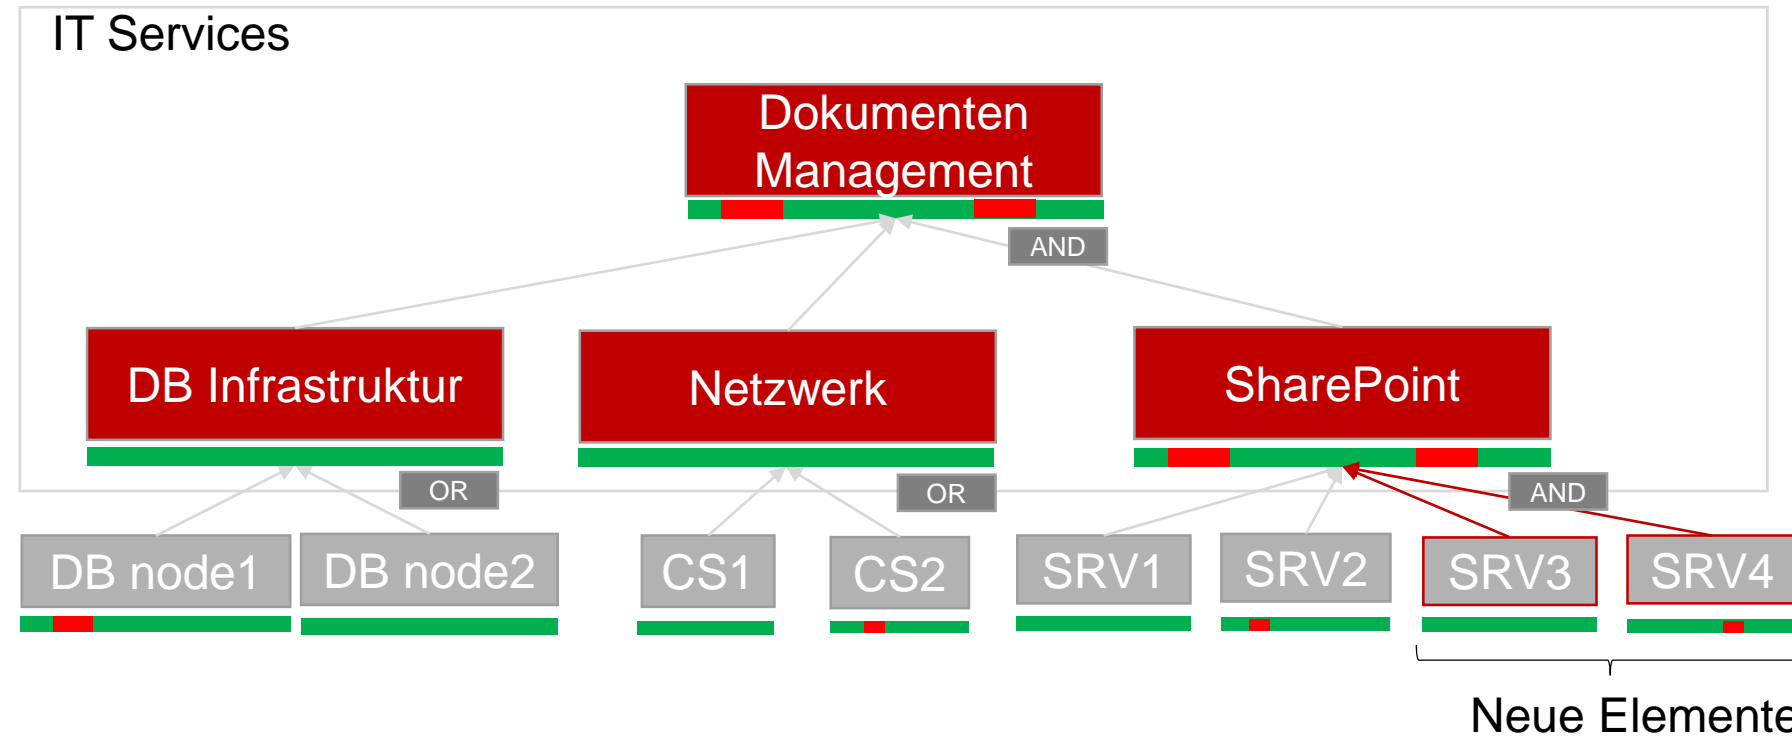 IT Services
Dokumenten
Management
AND
DB Infrastruktur
Netzwerk
SharePoint
OR
OR
AND
DB node1
DB node2
CS1
CS2
SRV1
SRV2
SRV3
SRV4
Neue Elemente